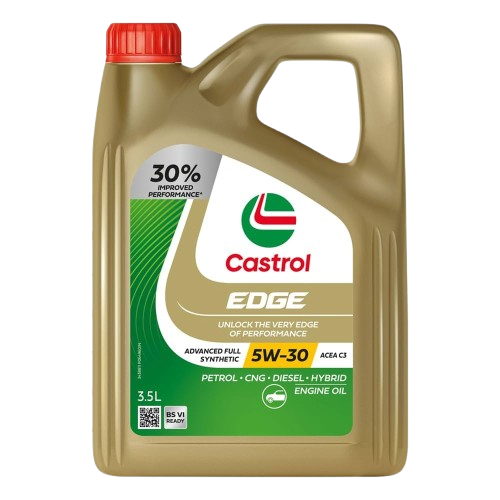 30%
IMPROVED
PERFORMANCE*
Castrol
EDGE
UNLOCK THE VERY EDGE
OF PERFORMANCE
ADVANCED FULL
SYNTHETIC
5W-30
ACEA C3
PETROL • CNG • DIESEL • HYBRID
ENGINE OIL
3.5L
BS VI
READY